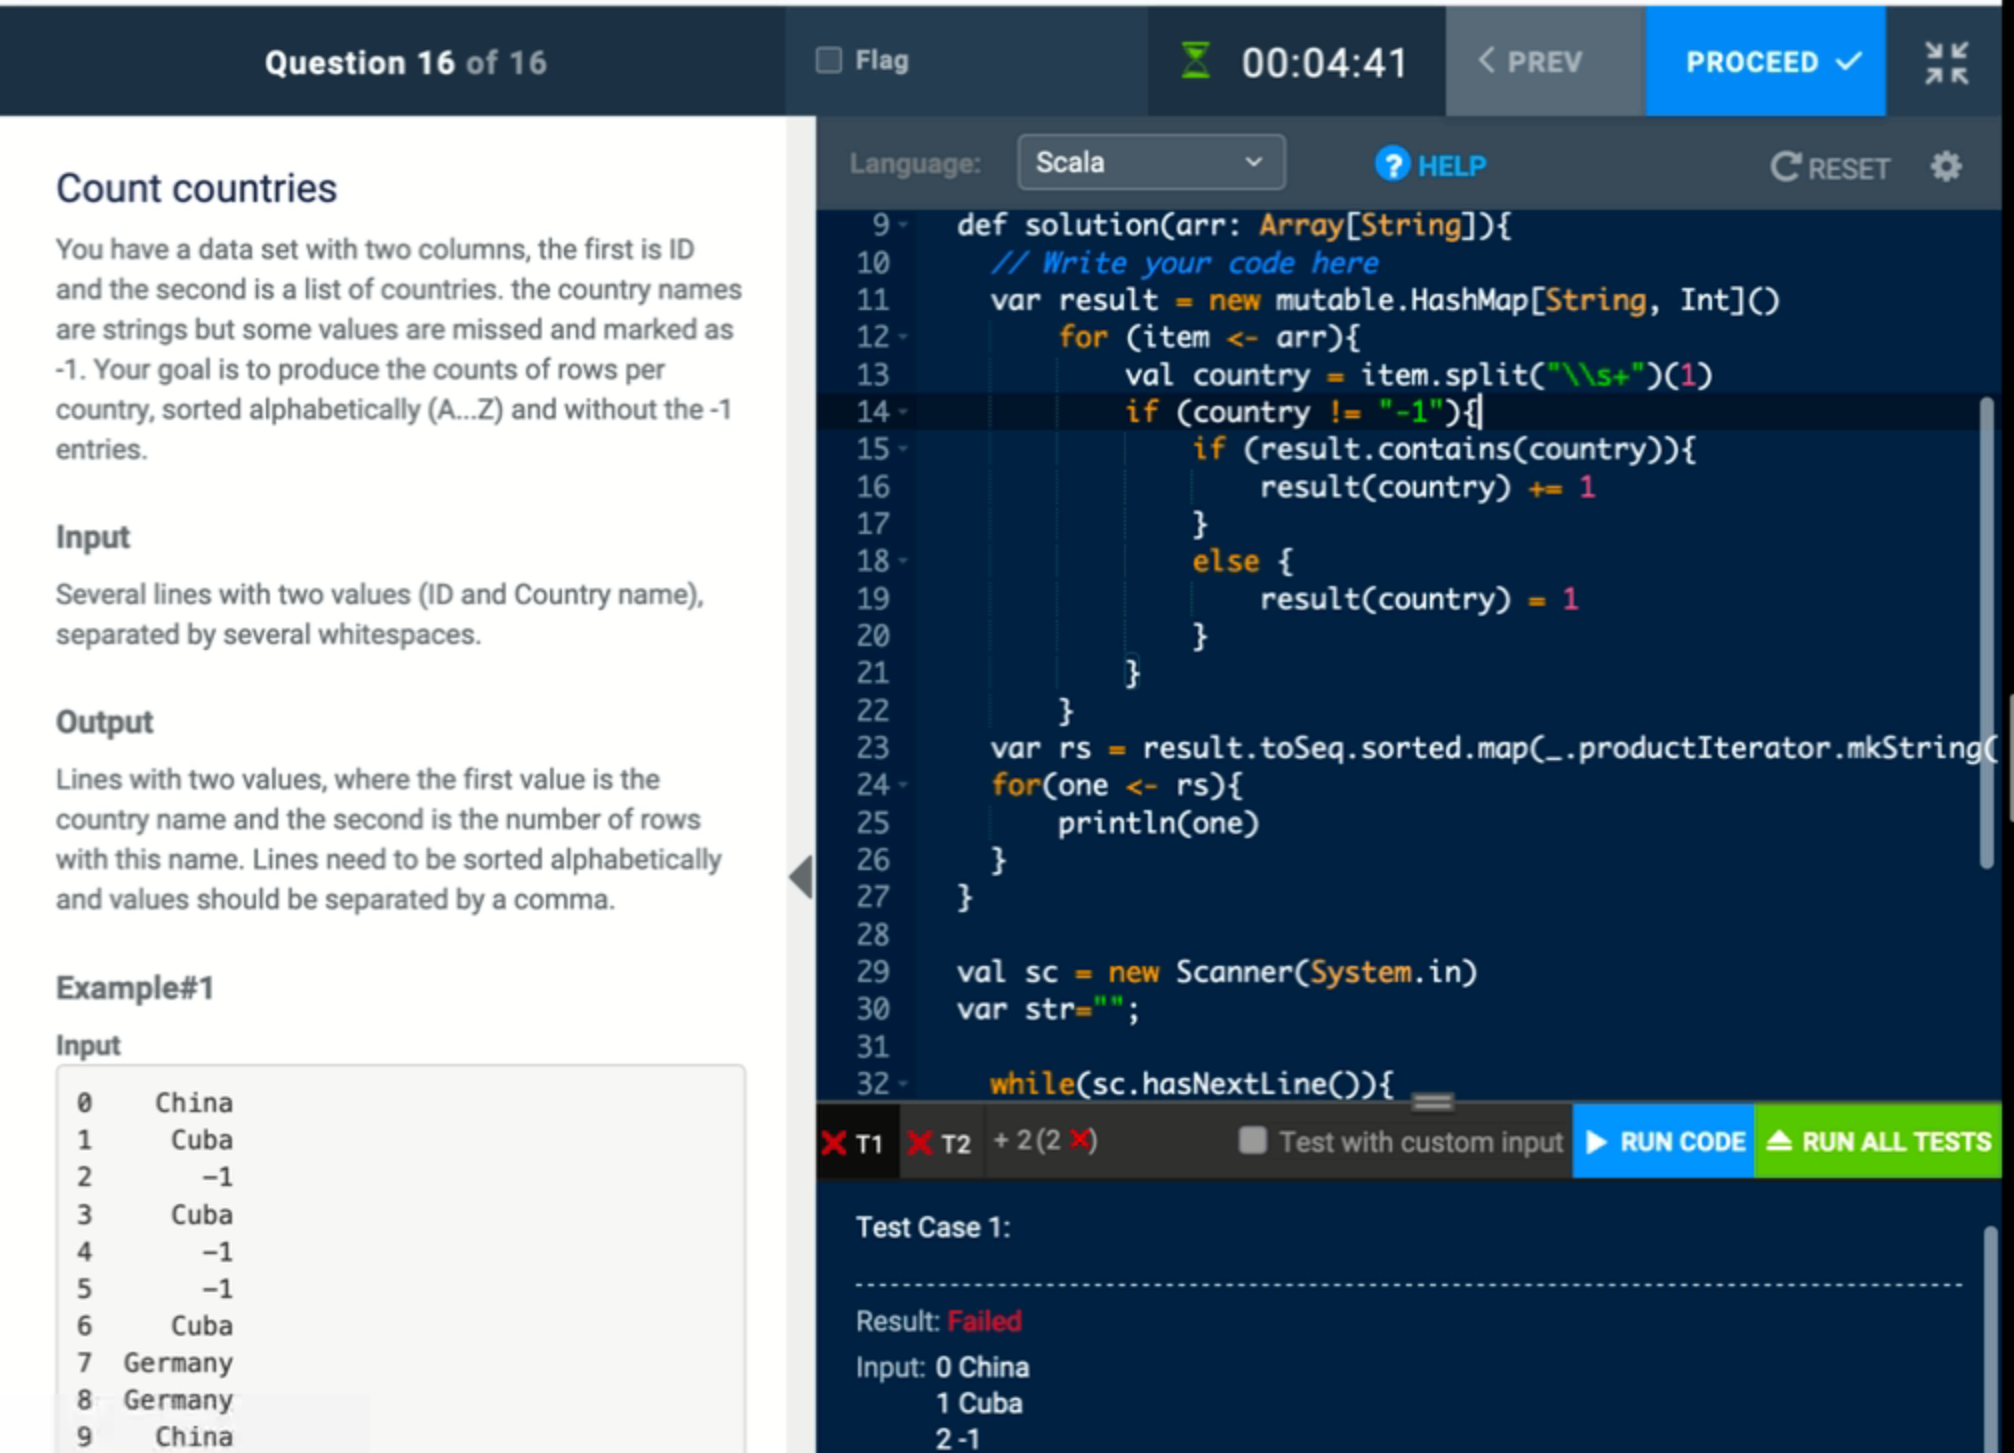 Question 16 of 16
Flag
00:04:41
PREV
PROCEED
Count countries
You have a data set with two columns, the first is ID
and the second is a list of countries. the country names
are strings but some values are missed and marked as
-1. Your goal is to produce the counts of rows per
country, sorted alphabetically (A...Z) and without the -1
entries.
Input
Several lines with two values (ID and Country name),
separated by several whitespaces.
Output
Lines with two values, where the first value is the
country name and the second is the number of rows
with this name. Lines need to be sorted alphabetically
and values should be separated by a comma.
Example#1
Input
0 China
1 Cuba
2 -1
3 Cuba
4 -1
5 -1
6 Cuba
7 Germany
8 Germany
9 China
Language: Scala
? HELP
RESET
9 def solution(arr: Array[String]){
10 // Write your code here
11 var result = new mutable.HashMap[String, Int]()
12 for (item <- arr){
13 val country = item.split("\\s+")(1)
14 if (country != "-1"){
15 if (result.contains(country)){
16 result(country) += 1
17 }
18 else {
19 result(country) = 1
20 }
21 }
22 }
23 var rs = result.toSeq.sorted.map(_.productIterator.mkString(
24 for(one <- rs){
25 println(one)
26 }
27 }
28
29 val sc = new Scanner(System.in)
30 var str="";
31
32 while(sc.hasNextLine()){
T1
T2
+ 2 (2 )
Test with custom input
RUN CODE
RUN ALL TESTS
Test Case 1:
Result: Failed
Input: 0 China
1 Cuba
2 -1